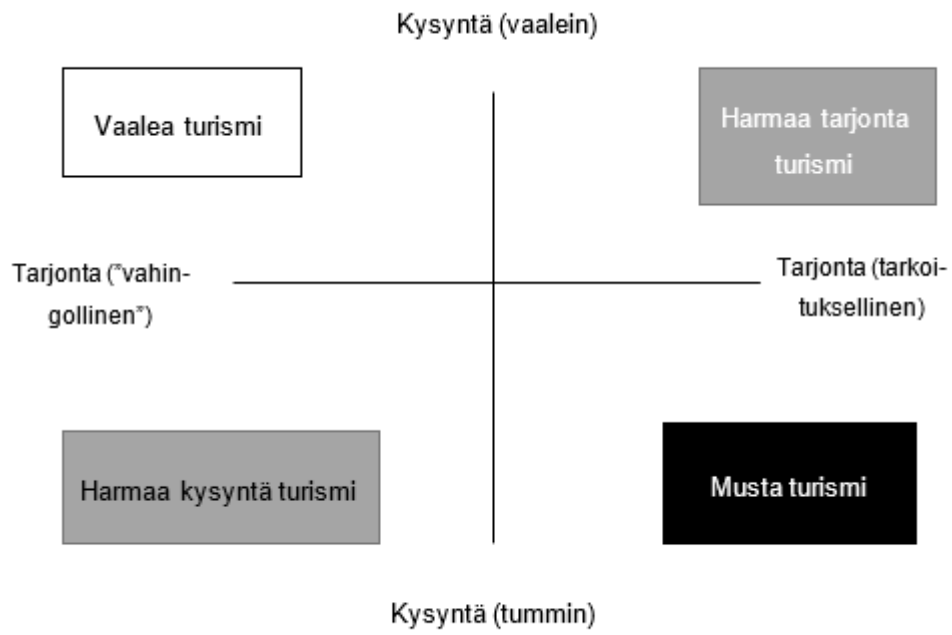 Kysyntä (vaalein)
Vaalea turismi
Harmaa tarjonta
turismi
Tarjonta (”vahin-
gollinen”)
Tarjonta (tarkoi-
tuksellinen)
Harmaa kysyntä turismi
Musta turismi
Kysyntä (tummin)